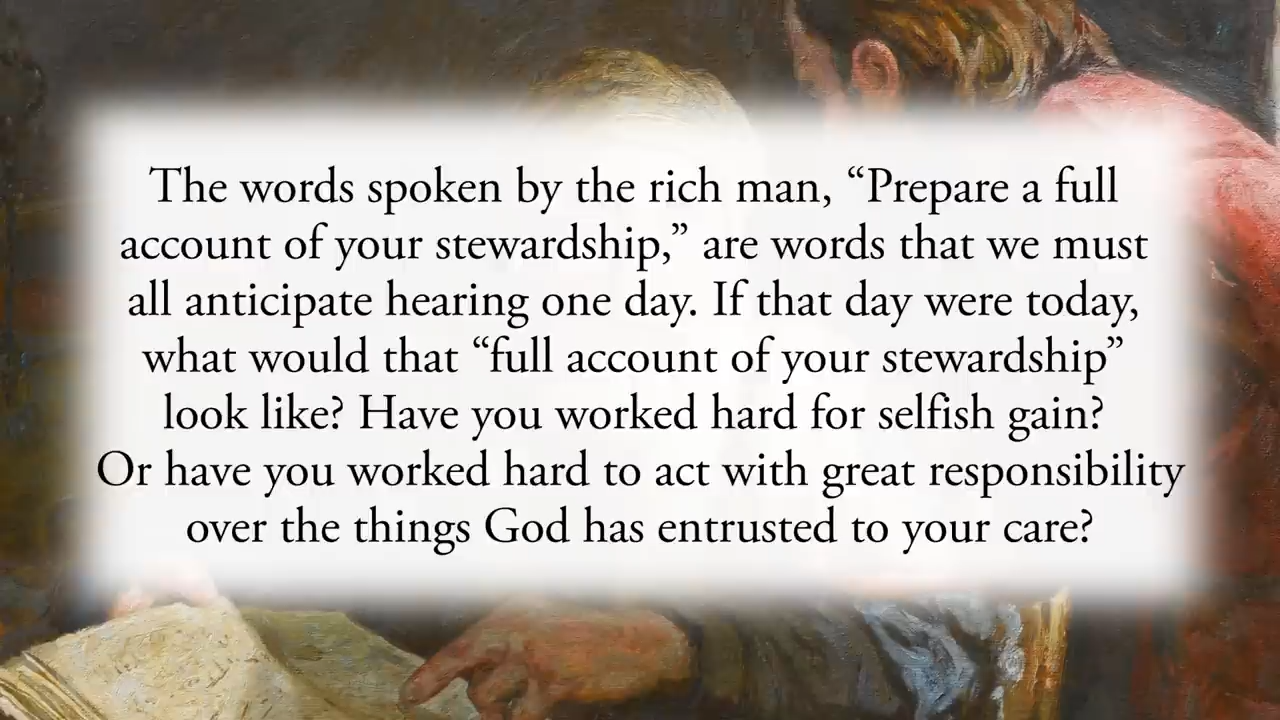 The words spoken by the rich man, “Prepare a full
account of your stewardship,” are words that we must
all anticipate hearing one day. If that day were today,
what would that “full account of your stewardship”
look like? Have you worked hard for selfish gain?
Or have you worked hard to act with great responsibility
over the things God has entrusted to your care?